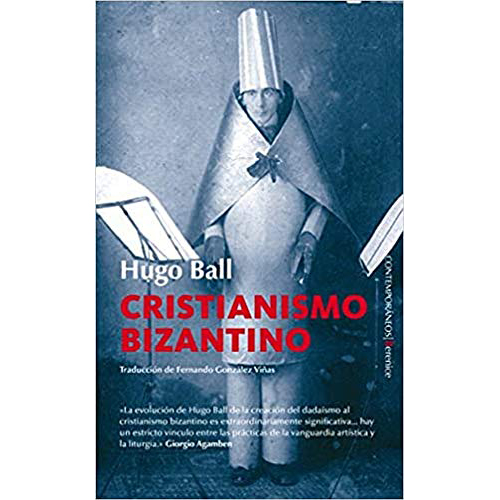 Hugo Ball
CRISTIANISMO
BIZANTINO
Traducción de Fernando González Viñas
«La evolución de Hugo Ball de la creación del dadaísmo al
cristianismo bizantino es extraordinariamente significativa... hay
un estricto vínculo entre las prácticas de la vanguardia artística y
la liturgia.» Giorgio Agamben
CONTEMPORÁNEOS Berenice